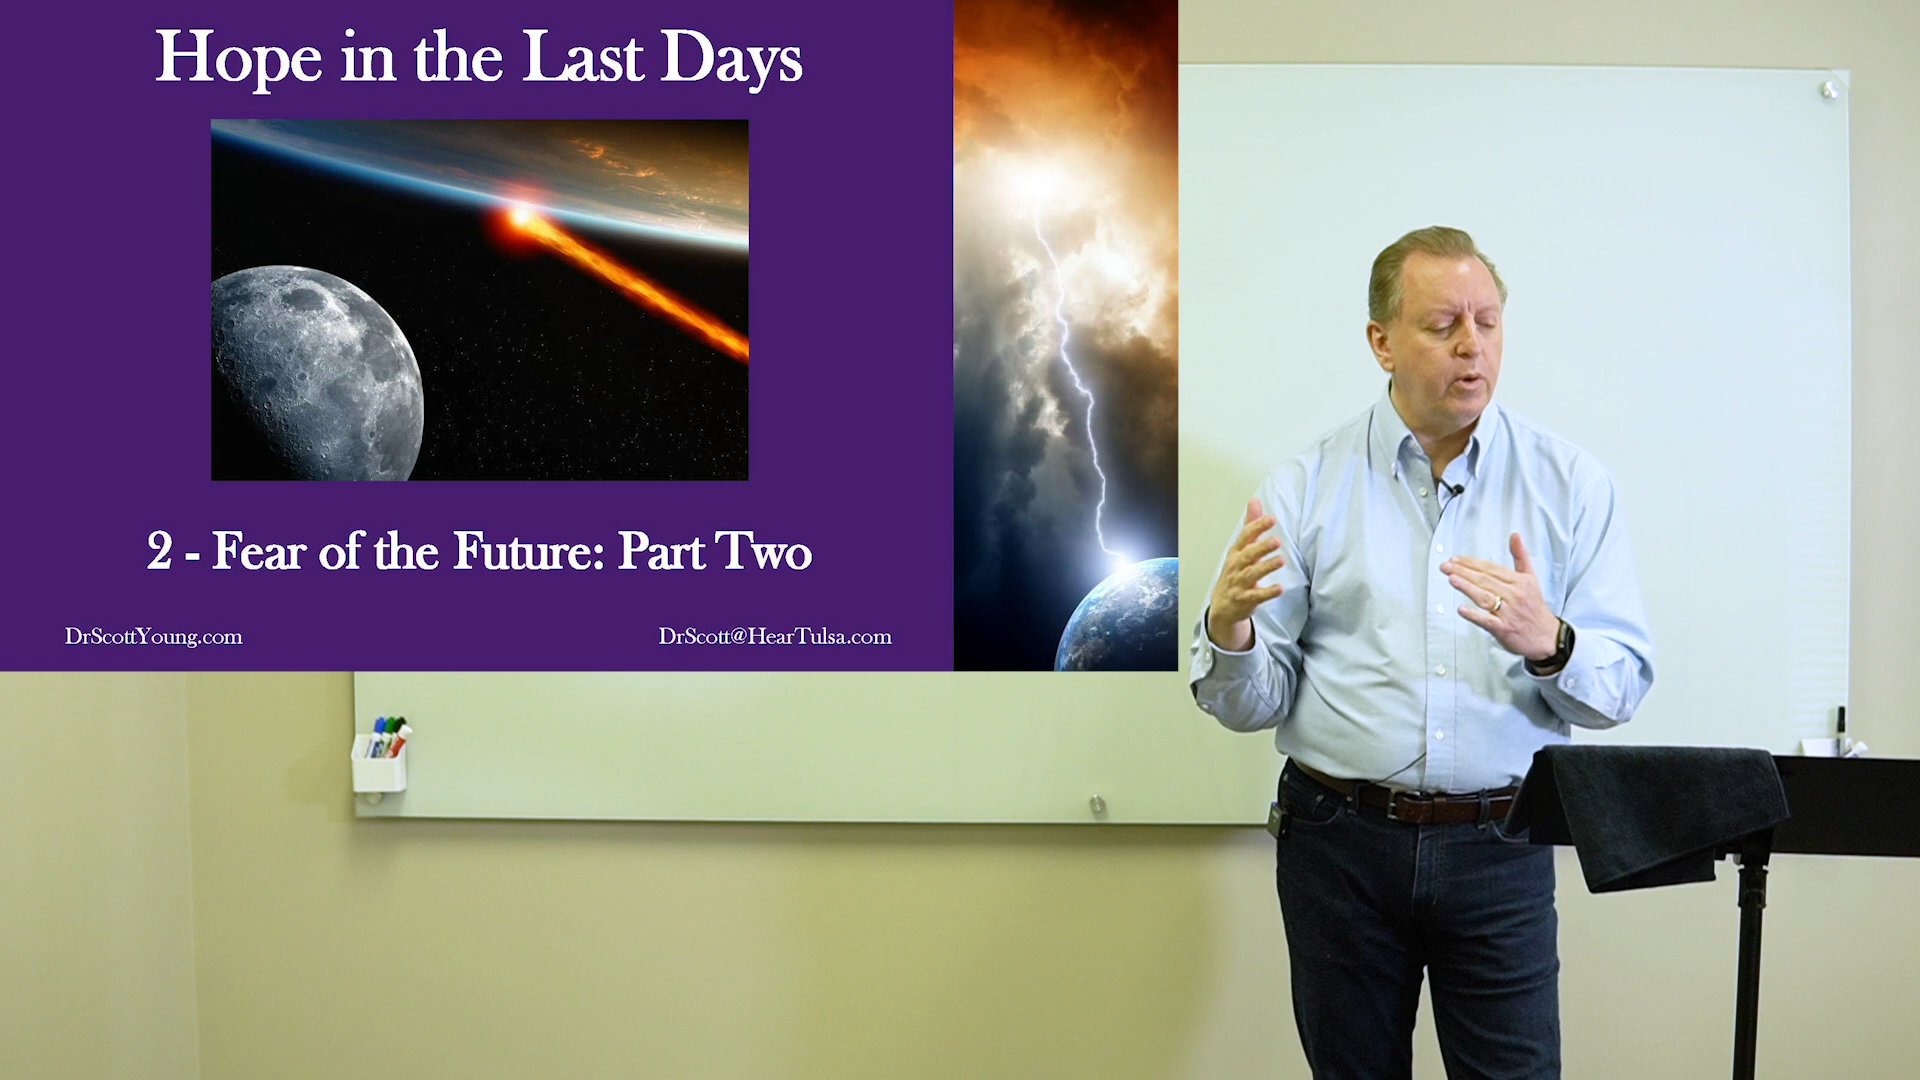 Hope in the Last Days
2 - Fear of the Future: Part Two
DrScottYoung.com
DrScott@HearTulsa.com